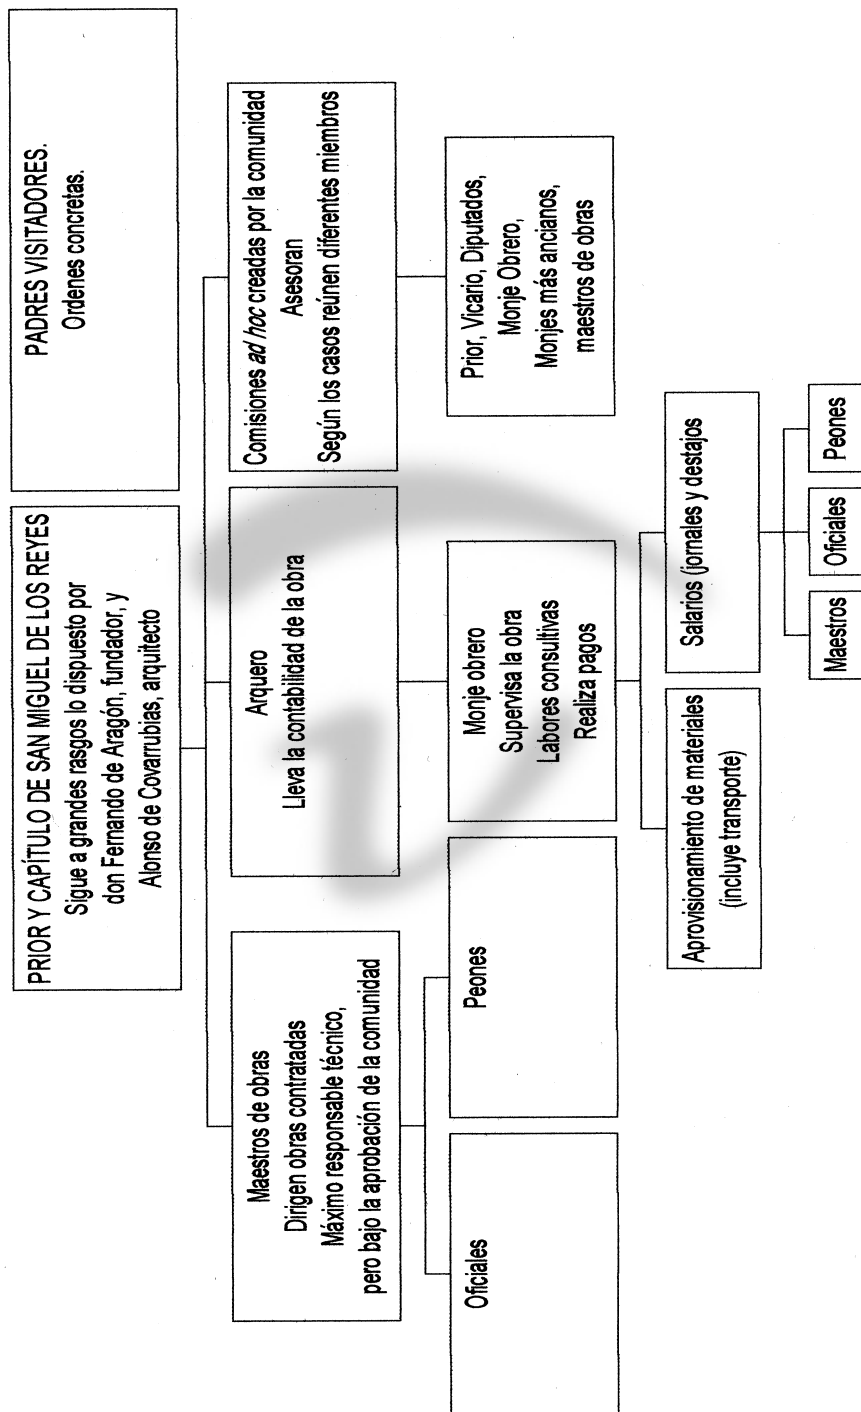 PRIOR Y CAPÍTULO DE SAN MIGUEL DE LOS REYES
Sigue a grandes rasgos lo dispuesto por
don Fernando de Aragón, fundador, y
Alonso de Covarrubias, arquitecto
PADRES VISITADORES.
Ordenes concretas.
Maestros de obras
Dirigen obras contratadas
Máximo responsable técnico,
pero bajo la aprobación de la comunidad
Arquero
Lleva la contabilidad de la obra
Comisiones ad hoc creadas por la comunidad
Asesoran
Según los casos reúnen diferentes miembros
Oficiales
Peones
Monje obrero
Supervisa la obra
Labores consultivas
Realiza pagos
Prior, Vicario, Diputados,
Monje Obrero,
Monjes más ancianos,
maestros de obras
Aprovisionamiento de materiales
(incluye transporte)
Salarios (jornales y destajos
Maestros
Oficiales
Peones